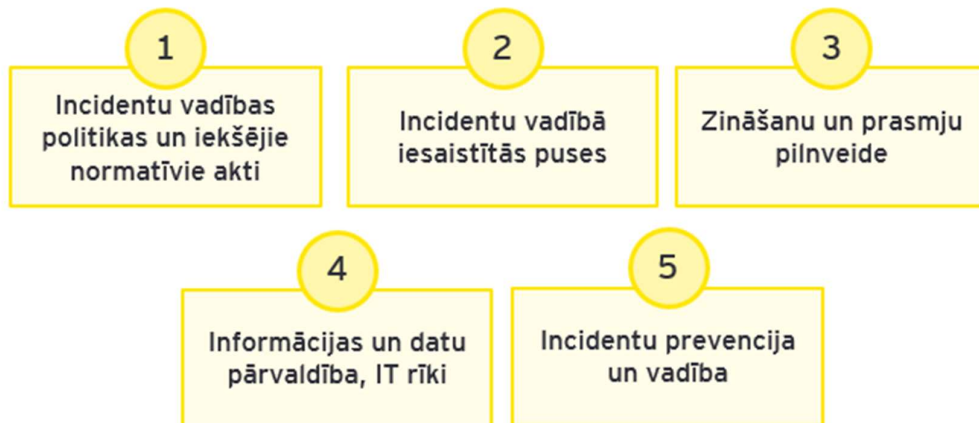 1
Incidentu vadības
politikas un iekšējie
normatīvie akti
2
Incidentu vadībā
iesaistītās puses
3
Zināšanu un prasmju
pilnveide
4
Informācijas un datu
pārvaldība, IT rīki
5
Incidentu prevencija
un vadība